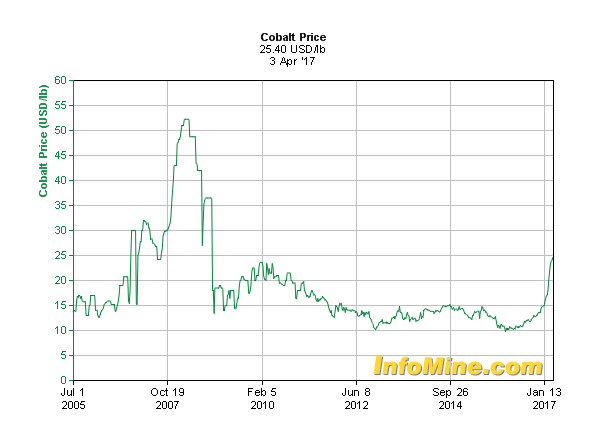 Cobalt Price
25.40 USD/lb
3 Apr '17
Cobalt Price (USD/lb)
60
55
50
45
40
35
30
25
20
15
10
5
0
Jul 1 Oct 19 Feb 5 Jun 8 Sep 26 Jan 13
2005 2007 2010 2012 2014 2017
InfoMine.com